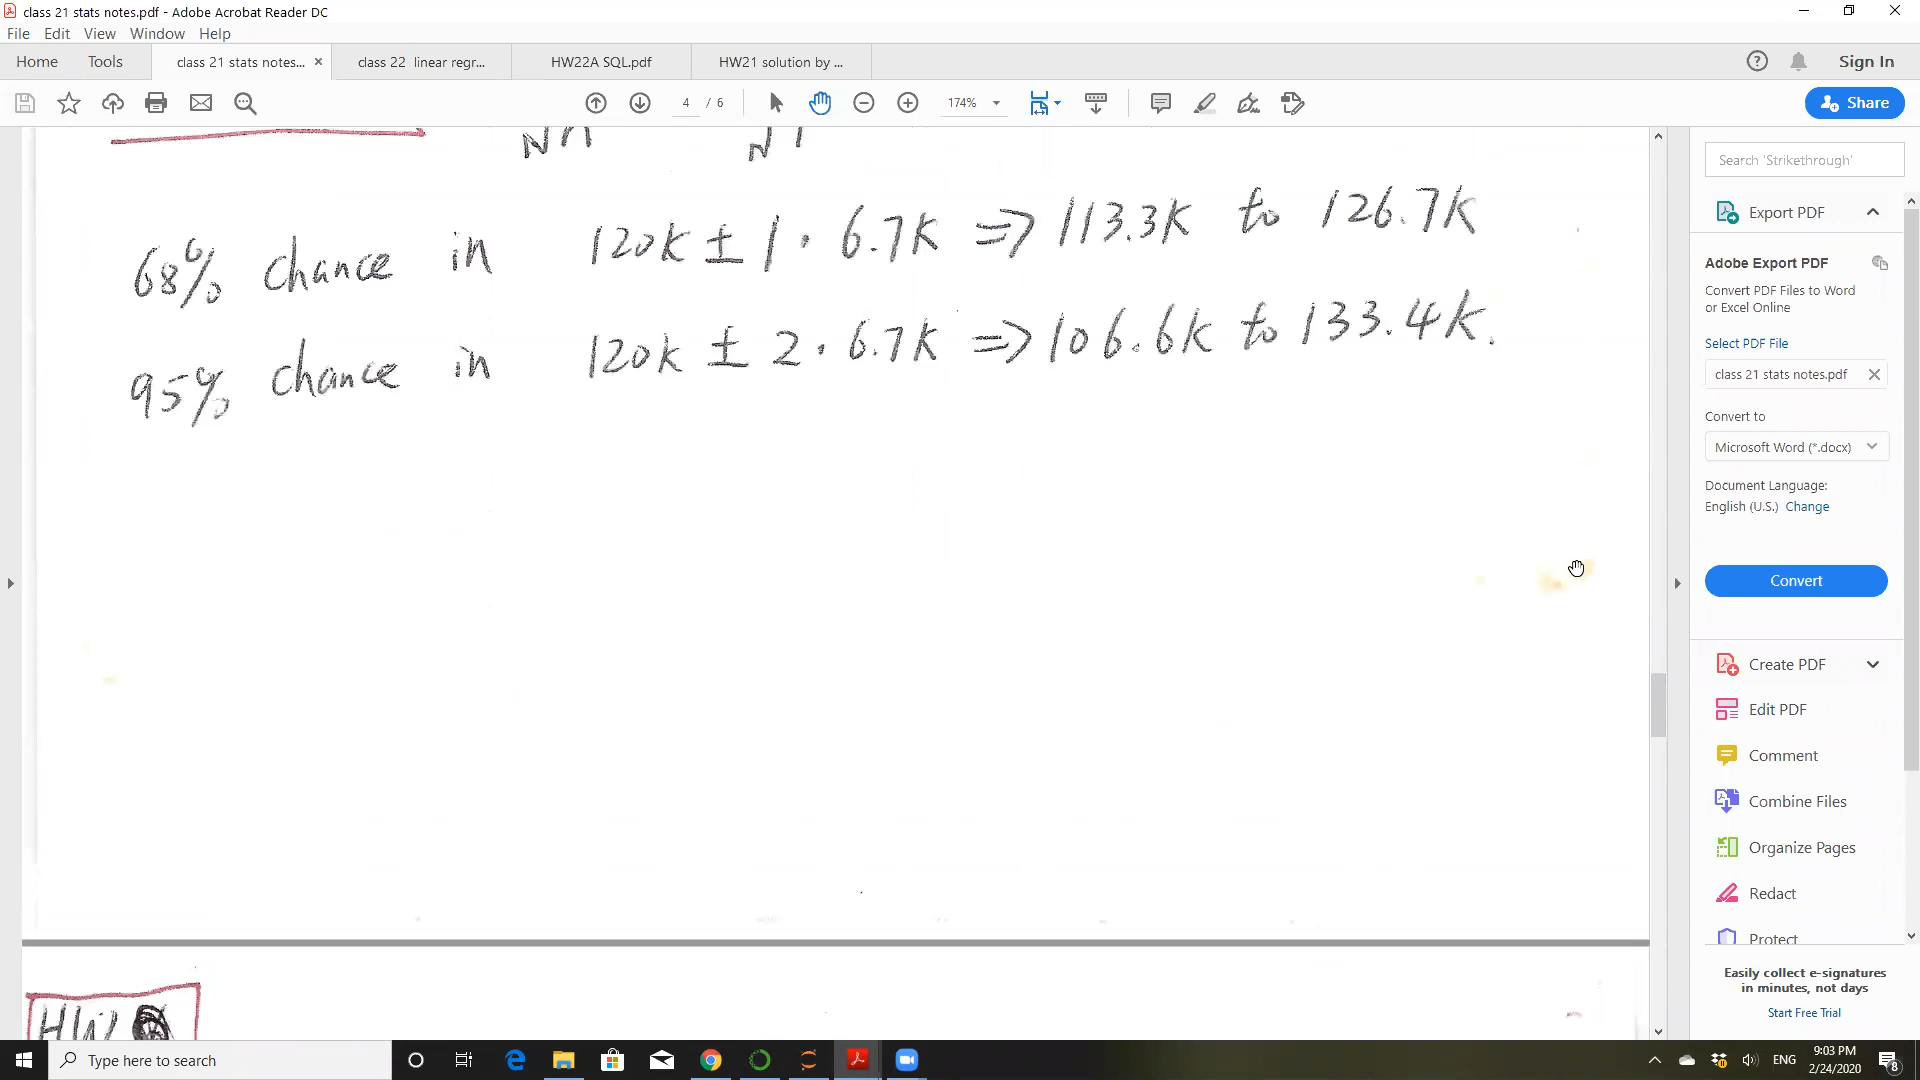 class 21 stats notes.pdf - Adobe Acrobat Reader DC
File Edit View Window Help
Home Tools class 21 stats notes... × class 22 linear regr... HW22A SQL.pdf HW21 solution by ... Sign In
4 / 6 174% Share
68% chance in 120k ± 1 · 6.7k => 113.3k to 126.7k
95% chance in 120k ± 2 · 6.7k => 106.6k to 133.4k.
HW
Search 'Strikethrough'
Export PDF
Adobe Export PDF
Convert PDF Files to Word
or Excel Online
Select PDF File
class 21 stats notes.pdf
Convert to
Microsoft Word (*.docx)
Document Language:
English (U.S.) Change
Convert
Create PDF
Edit PDF
Comment
Combine Files
Organize Pages
Redact
Protect
Easily collect e-signatures
in minutes, not days
Start Free Trial
Type here to search
ENG
9:03 PM
2/24/2020
8